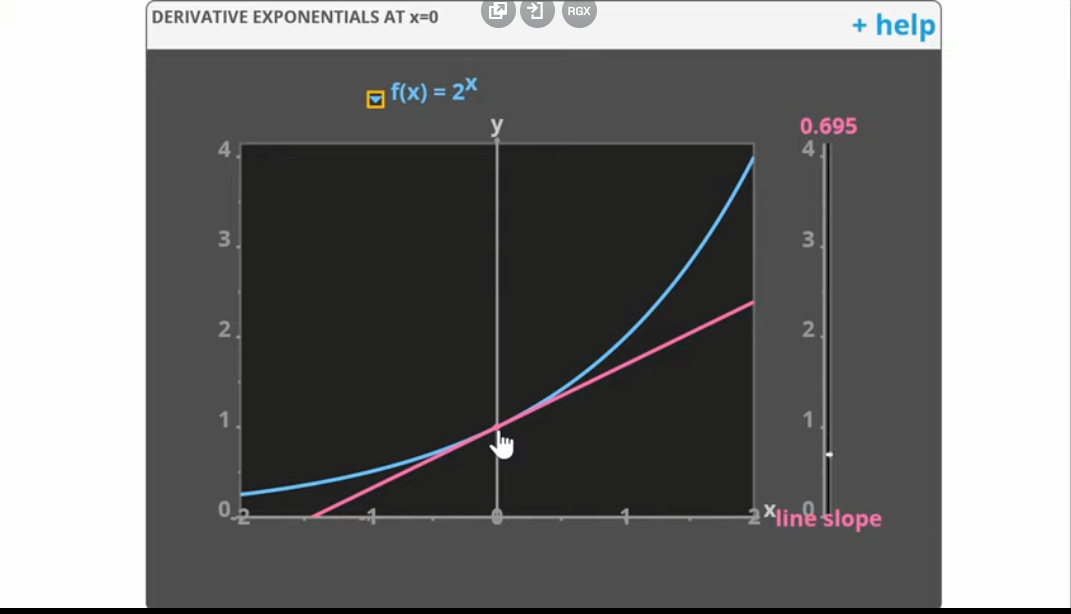 DERIVATIVE EXPONENTIALS AT x=0
RGX
+ help
f(x) = 2^x
y
0.695
4
4
3
3
2
2
1
1
0
0
-2
-1
0
1
2
x
line slope